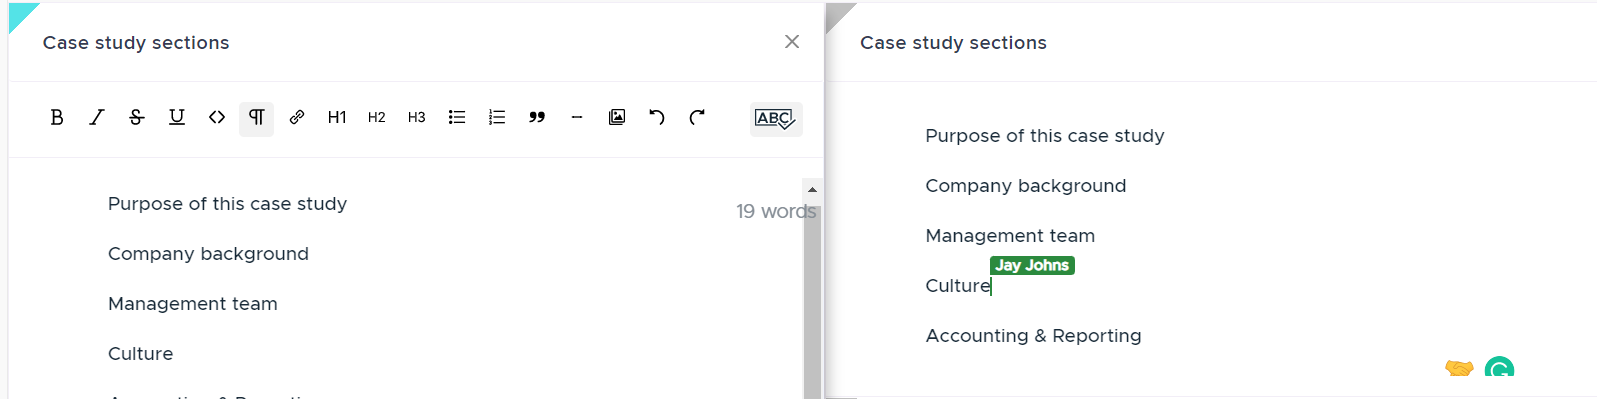 Case study sections
B I S U <> ¶ H1 H2 H3 ABC
19 words
Purpose of this case study
Company background
Management team
Culture
Case study sections
Purpose of this case study
Company background
Management team
Jay Johns
Culture
Accounting & Reporting
G